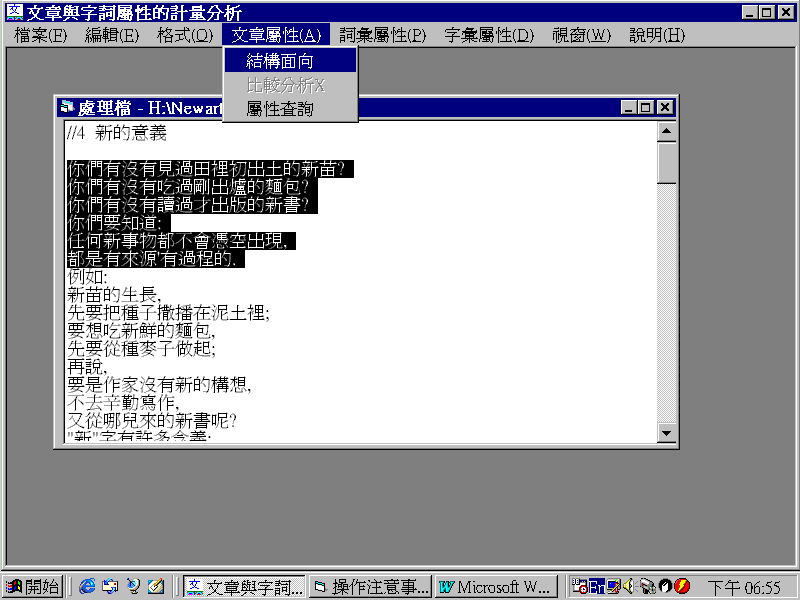 文章與字詞屬性的計量分析
檔案(F) 編輯(E) 格式(O) 文章屬性(A) 詞彙屬性(P) 字彙屬性(D) 視窗(W) 說明(H)
結構面向
比較分析X
屬性查詢
處理檔 - H:\Newart
//4 新的意義
你們有沒有見過田裡初出土的新苗?
你們有沒有吃過剛出爐的麵包?
你們有沒有讀過才出版的新書?
你們要知道:
任何新事物都不會憑空出現,
都是有來源'有過程的.
例如:
新苗的生長,
先要把種子撒播在泥土裡;
要想吃新鮮的麵包,
先要從種麥子做起;
再說,
要是作家沒有新的構想,
不去辛勤寫作,
又從哪兒來的新書呢?
"新"字有許多含義:
開始 文章與字詞... 操作注意事... Microsoft W... En 下午 06:55